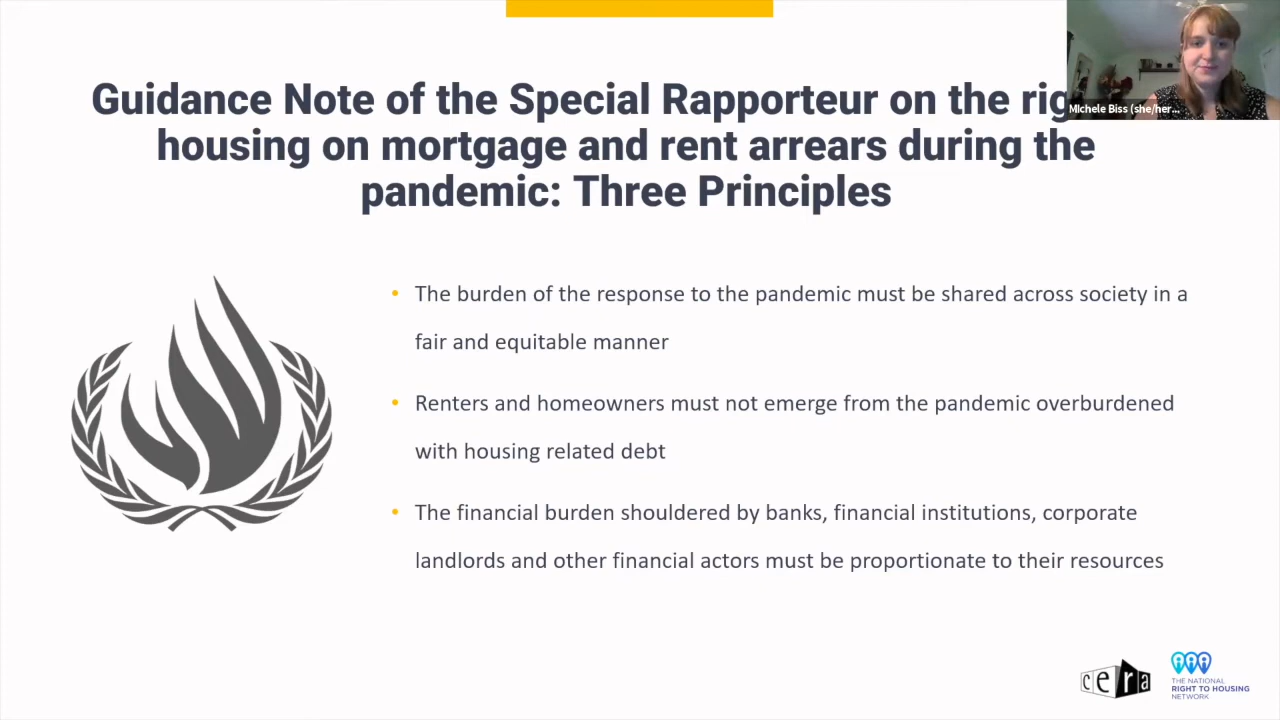 Guidance Note of the Special Rapporteur on the rig
housing on mortgage and rent arrears during the
pandemic: Three Principles
Michele Biss (she/her...
• The burden of the response to the pandemic must be shared across society in a
fair and equitable manner
• Renters and homeowners must not emerge from the pandemic overburdened
with housing related debt
• The financial burden shouldered by banks, financial institutions, corporate
landlords and other financial actors must be proportionate to their resources
cera
THE NATIONAL
RIGHT TO HOUSING
NETWORK